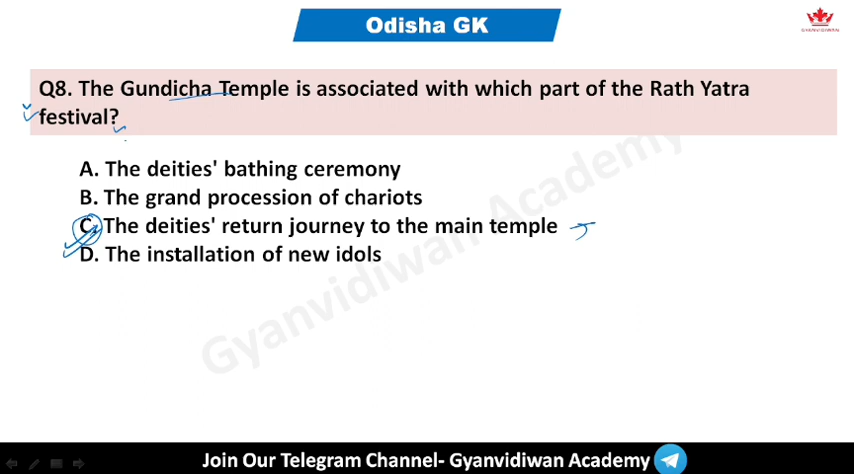 Odisha GK
GYANVIDIWAN
Q8. The Gundicha Temple is associated with which part of the Rath Yatra
festival?
A. The deities' bathing ceremony
B. The grand procession of chariots
C. The deities' return journey to the main temple
D. The installation of new idols
Gyanvidiwan Academy
Join Our Telegram Channel- Gyanvidiwan Academy